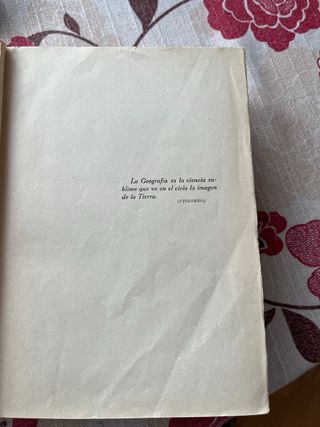 La Geografía es la ciencia su-
blime que ve en el cielo la imagen
de la Tierra.
(PTOLOMEO.)